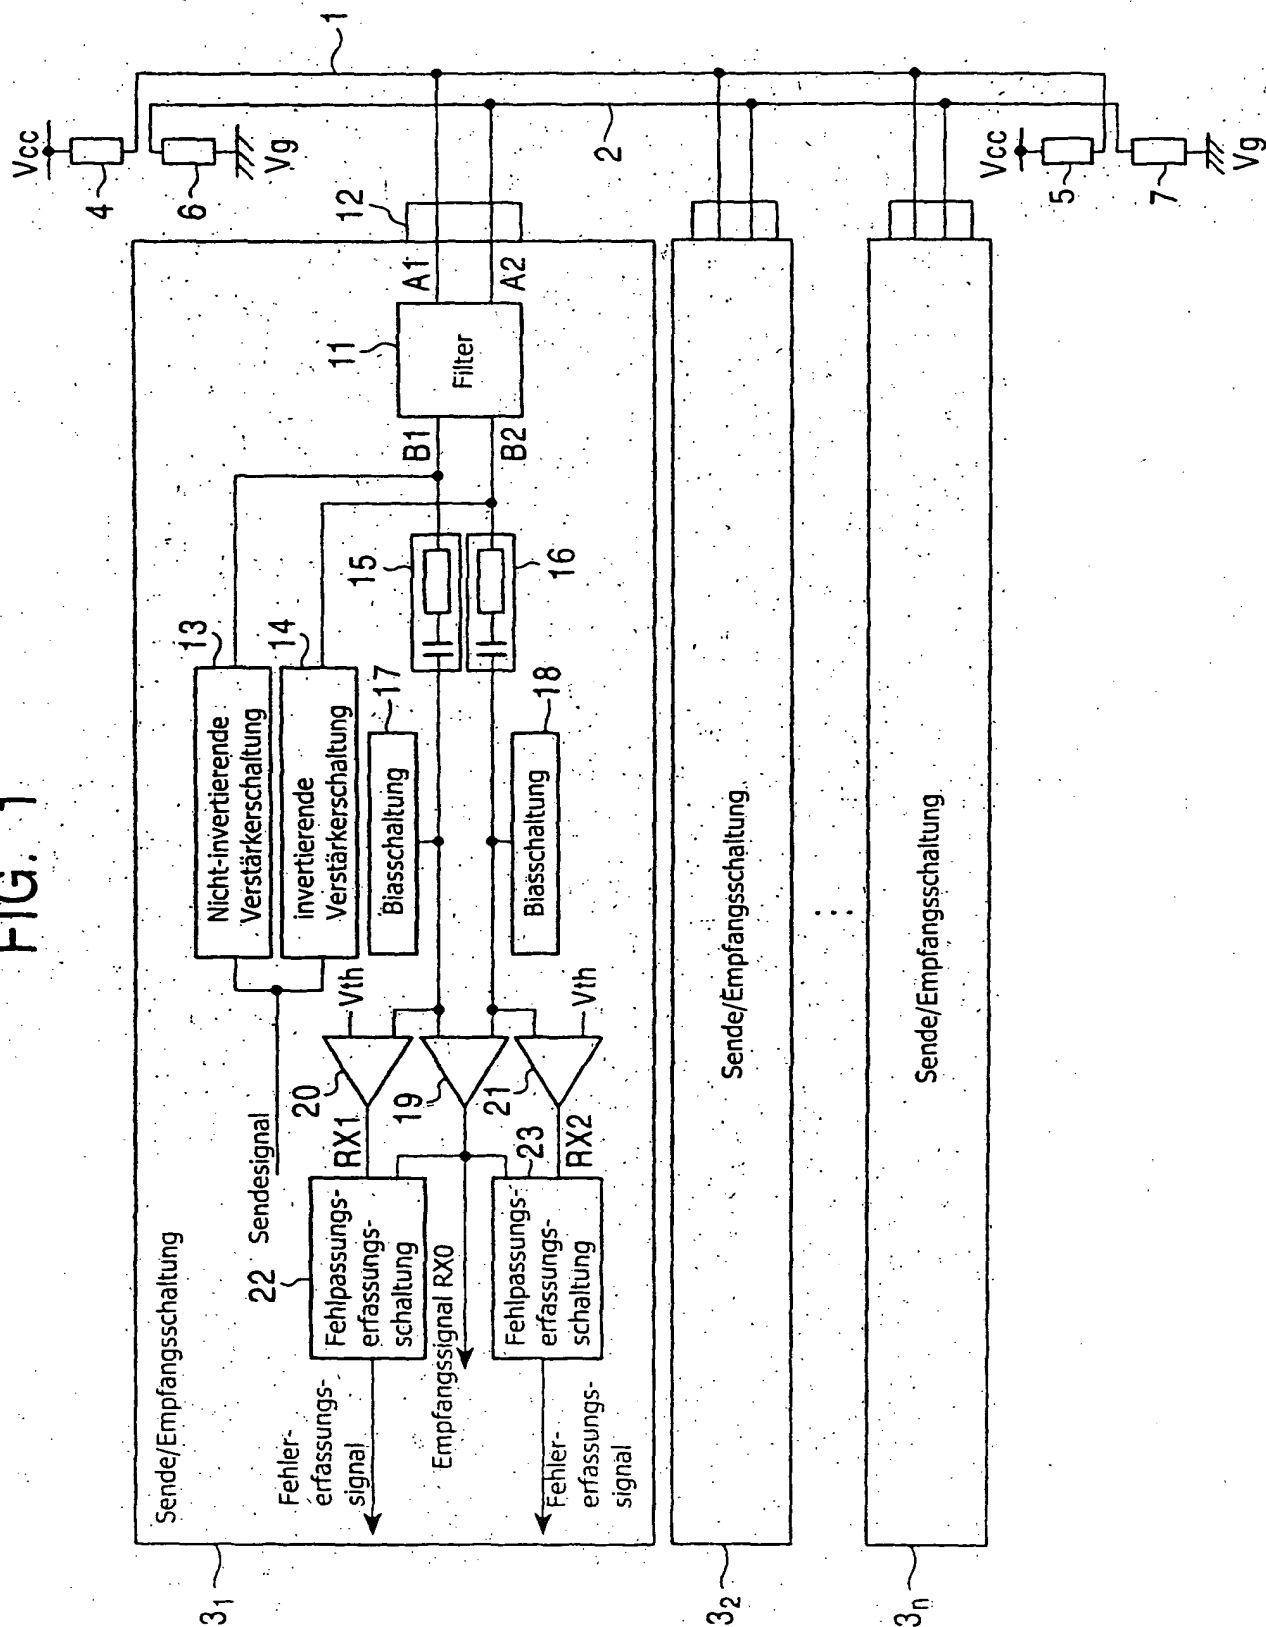 FIG. 1
Sende/Empfangsschaltung
3₁
Fehler-
erfassungs-
signal
22
Fehlpassungs-
erfassungs-
schaltung
Sendesignal
Empfangssignal RX0
Fehler-
erfassungs-
signal
Fehlpassungs-
erfassungs-
schaltung
23
RX1
RX2
20
19
21
Vth
Vth
Nicht-invertierende
Verstärkerschaltung
13
invertierende
Verstärkerschaltung
14
Biasschaltung
17
Biasschaltung
18
15
16
B1
B2
11
Filter
A1
A2
12
Vcc
4
6
Vg
1
2
3₂
Sende/Empfangsschaltung
3n
Sende/Empfangsschaltung
Vcc
5
7
Vg